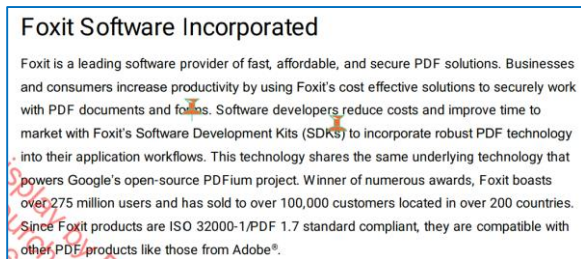 Foxit Software Incorporated
Foxit is a leading software provider of fast, affordable, and secure PDF solutions. Businesses
and consumers increase productivity by using Foxit's cost effective solutions to securely work
with PDF documents and forms. Software developers reduce costs and improve time to
market with Foxit's Software Development Kits (SDKs) to incorporate robust PDF technology
into their application workflows. This technology shares the same underlying technology that
powers Google's open-source PDFium project. Winner of numerous awards, Foxit boasts
over 275 million users and has sold to over 100,000 customers located in over 200 countries.
Since Foxit products are ISO 32000-1/PDF 1.7 standard compliant, they are compatible with
other PDF products like those from Adobe®.